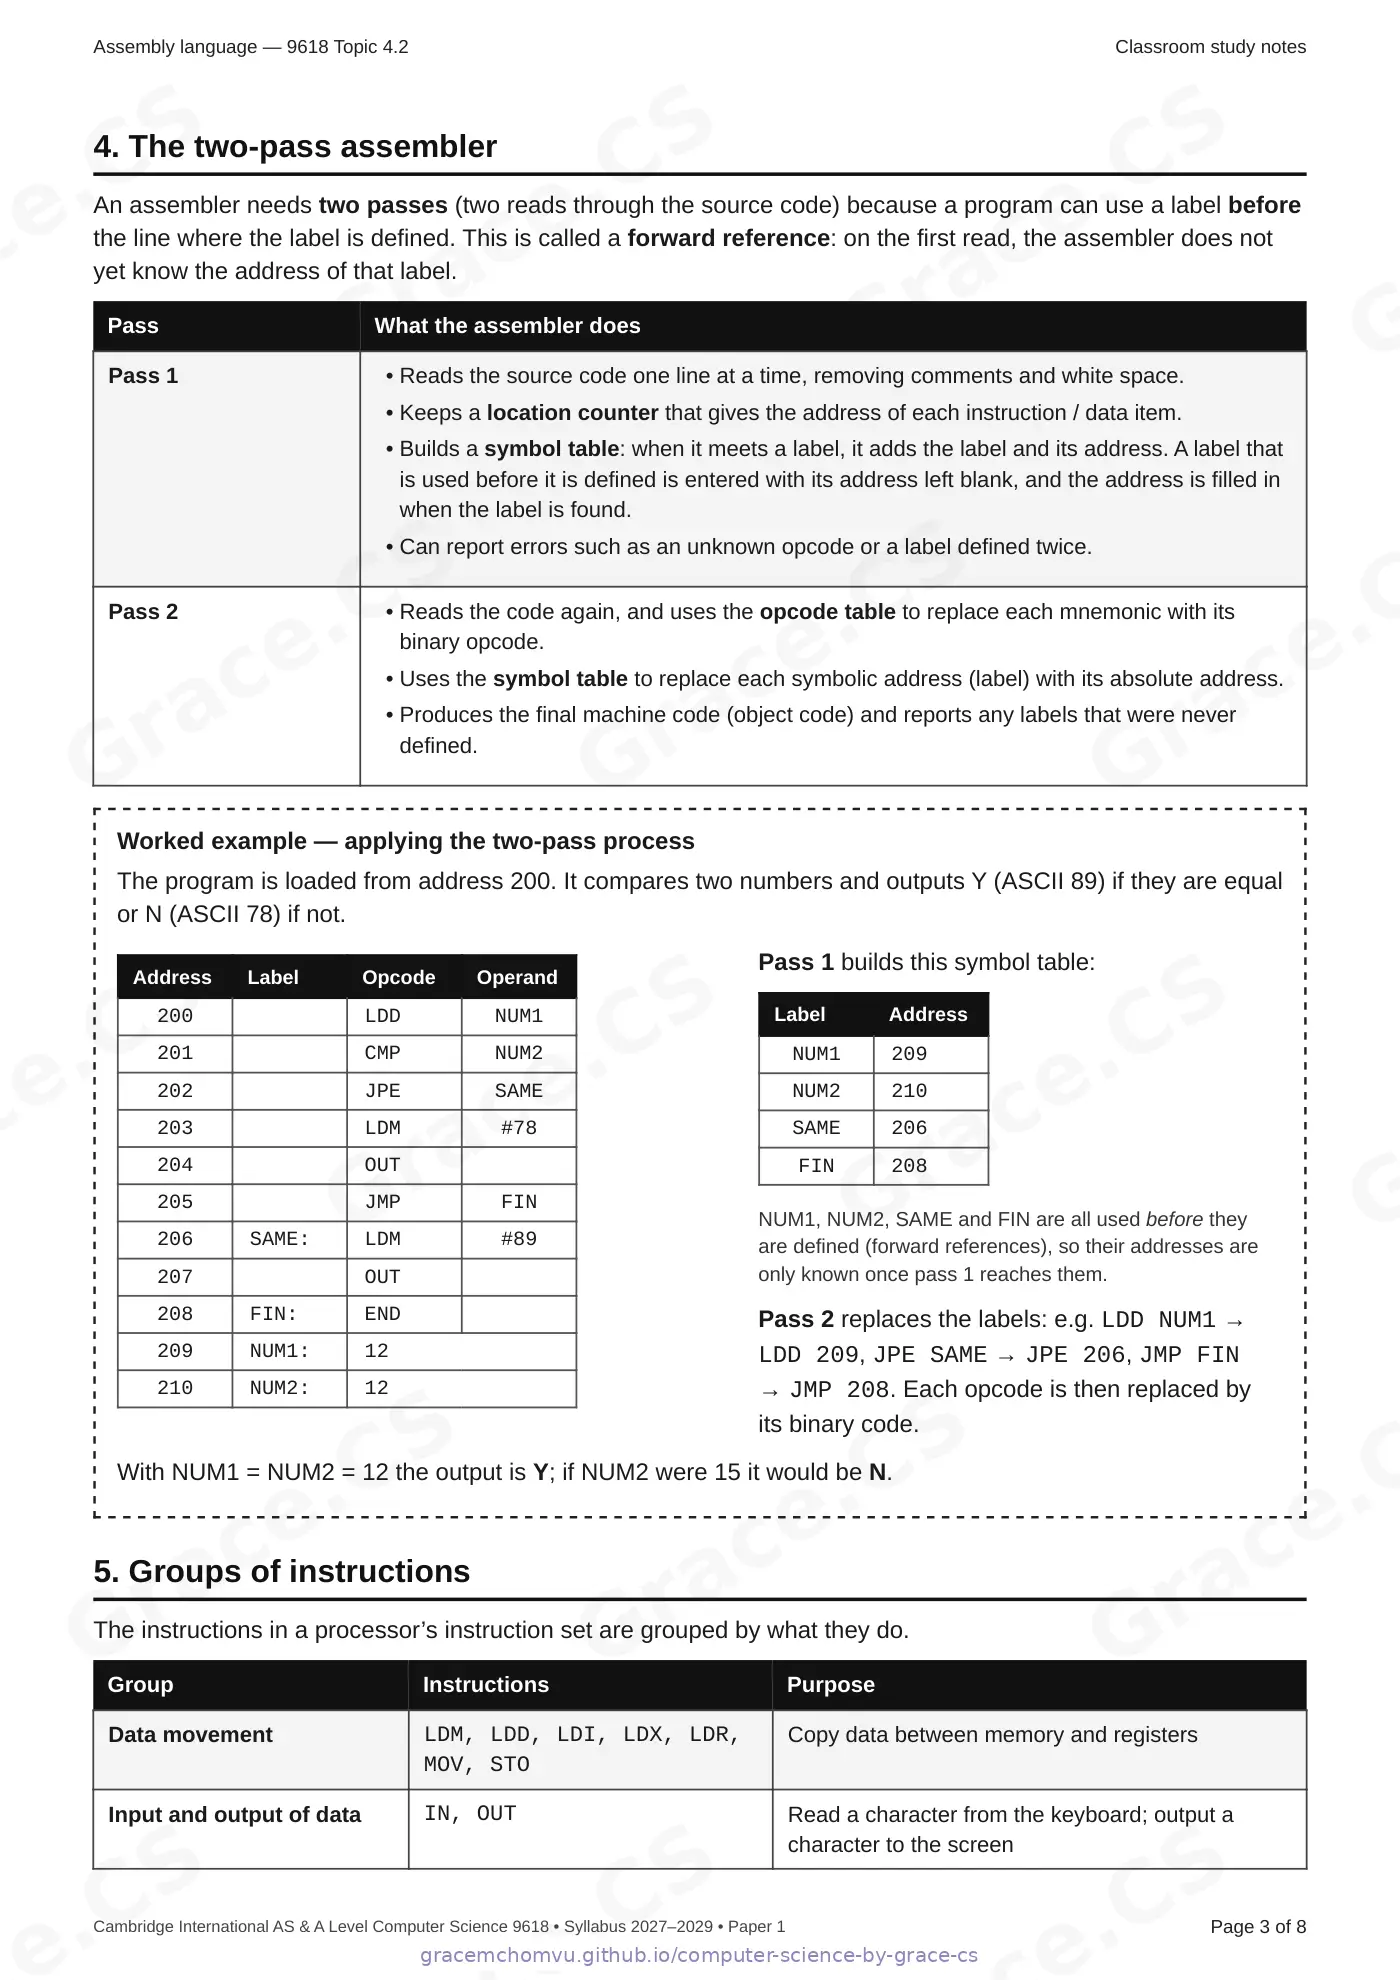 Assembly language — 9618 Topic 4.2 Classroom study notes
4. The two-pass assembler
An assembler needs two passes (two reads through the source code) because a program can use a label before
the line where the label is defined. This is called a forward reference: on the first read, the assembler does not
yet know the address of that label.
Pass What the assembler does
Pass 1
• Reads the source code one line at a time, removing comments and white space.
• Keeps a location counter that gives the address of each instruction / data item.
• Builds a symbol table: when it meets a label, it adds the label and its address. A label that
is used before it is defined is entered with its address left blank, and the address is filled in
when the label is found.
• Can report errors such as an unknown opcode or a label defined twice.
Pass 2
• Reads the code again, and uses the opcode table to replace each mnemonic with its
binary opcode.
• Uses the symbol table to replace each symbolic address (label) with its absolute address.
• Produces the final machine code (object code) and reports any labels that were never
defined.
Worked example — applying the two-pass process
The program is loaded from address 200. It compares two numbers and outputs Y (ASCII 89) if they are equal
or N (ASCII 78) if not.
Address Label Opcode Operand
200 LDD NUM1
201 CMP NUM2
202 JPE SAME
203 LDM #78
204 OUT
205 JMP FIN
206 SAME: LDM #89
207 OUT
208 FIN: END
209 NUM1: 12
210 NUM2: 12
Pass 1 builds this symbol table:
Label Address
NUM1 209
NUM2 210
SAME 206
FIN 208
NUM1, NUM2, SAME and FIN are all used before they
are defined (forward references), so their addresses are
only known once pass 1 reaches them.
Pass 2 replaces the labels: e.g. LDD NUM1 →
LDD 209, JPE SAME → JPE 206, JMP FIN
→ JMP 208. Each opcode is then replaced by
its binary code.
With NUM1 = NUM2 = 12 the output is Y; if NUM2 were 15 it would be N.
5. Groups of instructions
The instructions in a processor’s instruction set are grouped by what they do.
Group Instructions Purpose
Data movement LDM, LDD, LDI, LDX, LDR, Copy data between memory and registers
MOV, STO
Input and output of data IN, OUT Read a character from the keyboard; output a
character to the screen
Cambridge International AS & A Level Computer Science 9618 • Syllabus 2027–2029 • Paper 1 Page 3 of 8
gracemchomvu.github.io/computer-science-by-grace-cs
Grace.CS